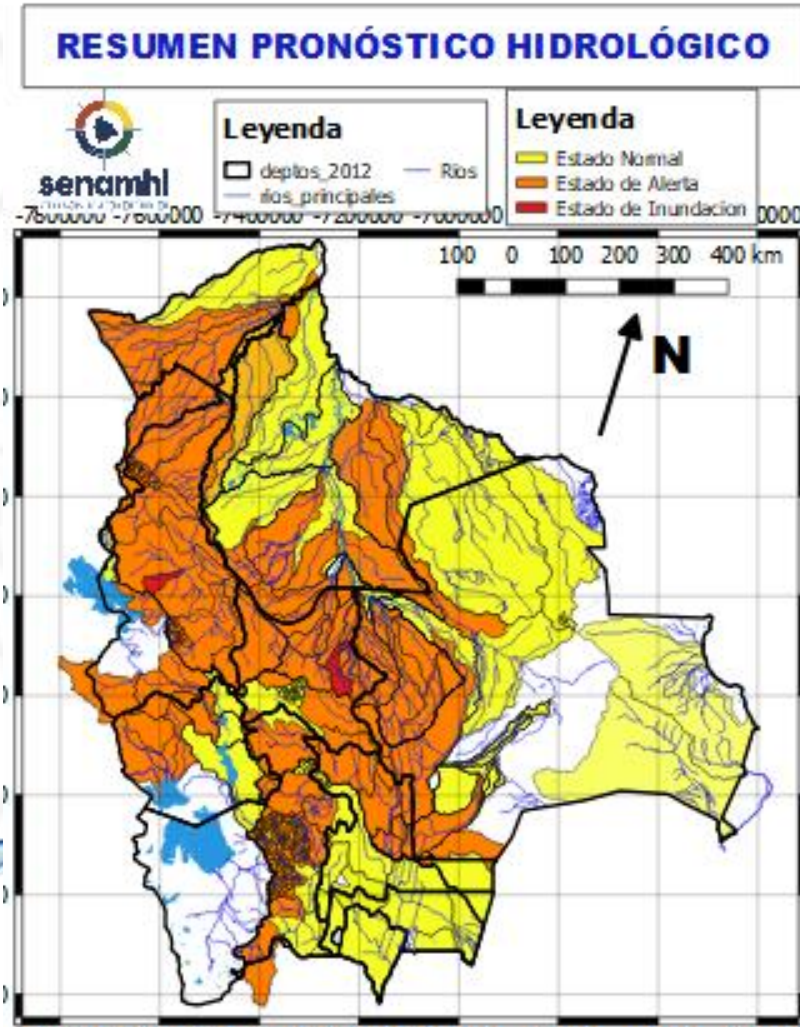 RESUMEN PRONÓSTICO HIDROLÓGICO
senamhi
Leyenda
deptos_2012
Rios
rios_principales
Leyenda
Estado Normal
Estado de Alerta
Estado de Inundacion
-7600000 -7400000 -7200000 -7000000
100 0 100 200 300 400 km
N